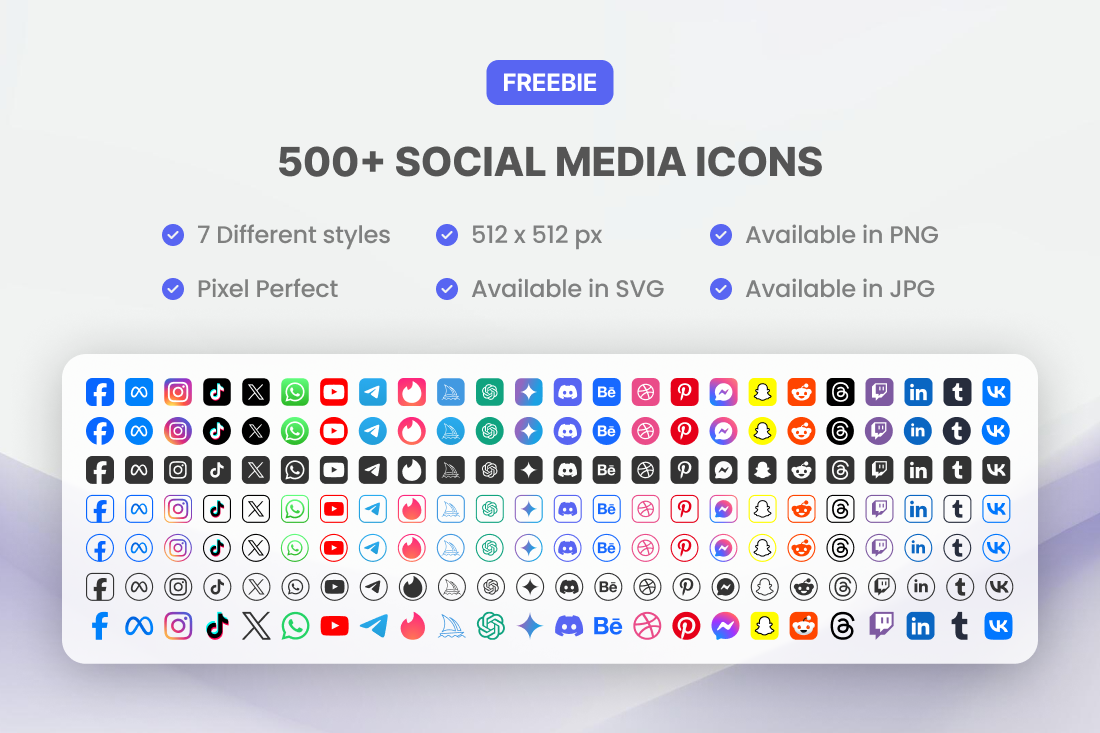 FREEBIE
500+ SOCIAL MEDIA ICONS
7 Different styles
512 x 512 px
Available in PNG
Pixel Perfect
Available in SVG
Available in JPG